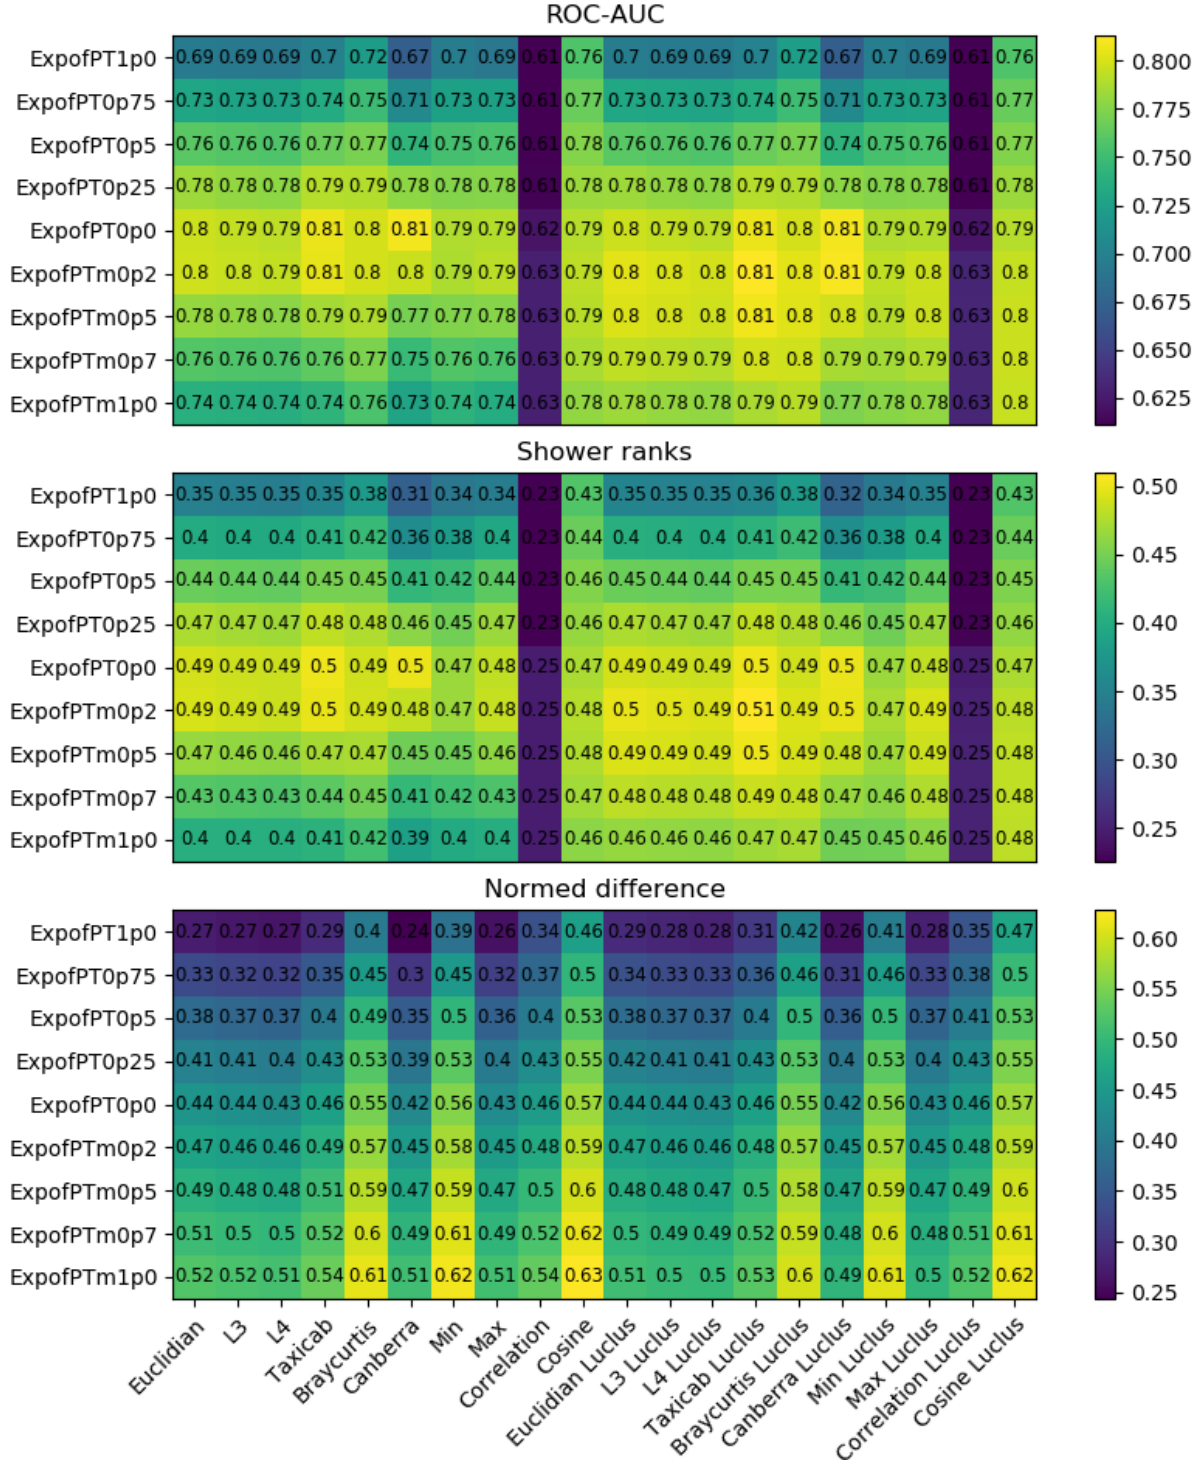 ROC-AUC
ExpofPT1p0 0.69 0.69 0.69 0.7 0.72 0.67 0.7 0.69 0.61 0.76 0.7 0.69 0.69 0.7 0.72 0.67 0.7 0.69 0.61 0.76
ExpofPT0p75 0.73 0.73 0.73 0.74 0.75 0.71 0.73 0.73 0.61 0.77 0.73 0.73 0.73 0.74 0.75 0.71 0.73 0.73 0.61 0.77
ExpofPT0p5 0.76 0.76 0.76 0.77 0.77 0.74 0.75 0.76 0.61 0.78 0.76 0.76 0.76 0.77 0.77 0.74 0.75 0.76 0.61 0.77
ExpofPT0p25 0.78 0.78 0.78 0.79 0.79 0.78 0.78 0.78 0.61 0.78 0.78 0.78 0.78 0.79 0.79 0.78 0.78 0.78 0.61 0.78
ExpofPT0p0 0.8 0.79 0.79 0.81 0.8 0.81 0.79 0.79 0.62 0.79 0.8 0.79 0.79 0.81 0.8 0.81 0.79 0.79 0.62 0.79
ExpofPTm0p2 0.8 0.8 0.79 0.81 0.8 0.8 0.79 0.79 0.63 0.79 0.8 0.8 0.8 0.81 0.8 0.81 0.79 0.8 0.63 0.8
ExpofPTm0p5 0.78 0.78 0.78 0.79 0.79 0.77 0.77 0.78 0.63 0.79 0.8 0.8 0.8 0.81 0.8 0.8 0.79 0.8 0.63 0.8
ExpofPTm0p7 0.76 0.76 0.76 0.76 0.77 0.75 0.76 0.76 0.63 0.79 0.79 0.79 0.79 0.8 0.8 0.79 0.79 0.79 0.63 0.8
ExpofPTm1p0 0.74 0.74 0.74 0.74 0.76 0.73 0.74 0.74 0.63 0.78 0.78 0.78 0.78 0.79 0.79 0.77 0.78 0.78 0.63 0.8
0.800
0.775
0.750
0.725
0.700
0.675
0.650
0.625
Shower ranks
ExpofPT1p0 0.35 0.35 0.35 0.35 0.38 0.31 0.34 0.34 0.23 0.43 0.35 0.35 0.35 0.36 0.38 0.32 0.34 0.35 0.23 0.43
ExpofPT0p75 0.4 0.4 0.4 0.41 0.42 0.36 0.38 0.4 0.23 0.44 0.4 0.4 0.4 0.41 0.42 0.36 0.38 0.4 0.23 0.44
ExpofPT0p5 0.44 0.44 0.44 0.45 0.45 0.41 0.42 0.44 0.23 0.46 0.45 0.44 0.44 0.45 0.45 0.41 0.42 0.44 0.23 0.45
ExpofPT0p25 0.47 0.47 0.47 0.48 0.48 0.46 0.45 0.47 0.23 0.46 0.47 0.47 0.47 0.48 0.48 0.46 0.45 0.47 0.23 0.46
ExpofPT0p0 0.49 0.49 0.49 0.5 0.49 0.5 0.47 0.48 0.25 0.47 0.49 0.49 0.49 0.5 0.49 0.5 0.47 0.48 0.25 0.47
ExpofPTm0p2 0.49 0.49 0.49 0.5 0.49 0.48 0.47 0.48 0.25 0.48 0.5 0.5 0.49 0.51 0.49 0.5 0.47 0.49 0.25 0.48
ExpofPTm0p5 0.47 0.46 0.46 0.47 0.47 0.45 0.45 0.46 0.25 0.48 0.49 0.49 0.49 0.5 0.49 0.48 0.47 0.49 0.25 0.48
ExpofPTm0p7 0.43 0.43 0.43 0.44 0.45 0.41 0.42 0.43 0.25 0.47 0.48 0.48 0.48 0.49 0.48 0.47 0.46 0.48 0.25 0.48
ExpofPTm1p0 0.4 0.4 0.4 0.41 0.42 0.39 0.4 0.4 0.25 0.46 0.46 0.46 0.46 0.47 0.47 0.45 0.45 0.46 0.25 0.48
0.50
0.45
0.40
0.35
0.30
0.25
Normed difference
ExpofPT1p0 0.27 0.27 0.27 0.29 0.4 0.24 0.39 0.26 0.34 0.46 0.29 0.28 0.28 0.31 0.42 0.26 0.41 0.28 0.35 0.47
ExpofPT0p75 0.33 0.32 0.32 0.35 0.45 0.3 0.45 0.32 0.37 0.5 0.34 0.33 0.33 0.36 0.46 0.31 0.46 0.33 0.38 0.5
ExpofPT0p5 0.38 0.37 0.37 0.4 0.49 0.35 0.5 0.36 0.4 0.53 0.38 0.37 0.37 0.4 0.5 0.36 0.5 0.37 0.41 0.53
ExpofPT0p25 0.41 0.41 0.4 0.43 0.53 0.39 0.53 0.4 0.43 0.55 0.42 0.41 0.41 0.43 0.53 0.4 0.53 0.4 0.43 0.55
ExpofPT0p0 0.44 0.44 0.43 0.46 0.55 0.42 0.56 0.43 0.46 0.57 0.44 0.44 0.43 0.46 0.55 0.42 0.56 0.43 0.46 0.57
ExpofPTm0p2 0.47 0.46 0.46 0.49 0.57 0.45 0.58 0.45 0.48 0.59 0.47 0.46 0.46 0.48 0.57 0.45 0.57 0.45 0.48 0.59
ExpofPTm0p5 0.49 0.48 0.48 0.51 0.59 0.47 0.59 0.47 0.5 0.6 0.48 0.48 0.47 0.5 0.58 0.47 0.59 0.47 0.49 0.6
ExpofPTm0p7 0.51 0.5 0.5 0.52 0.6 0.49 0.61 0.49 0.52 0.62 0.5 0.49 0.49 0.52 0.59 0.48 0.6 0.48 0.51 0.61
ExpofPTm1p0 0.52 0.52 0.51 0.54 0.61 0.51 0.62 0.51 0.54 0.63 0.51 0.5 0.5 0.53 0.6 0.49 0.61 0.5 0.52 0.62
0.60
0.55
0.50
0.45
0.40
0.35
0.30
0.25
Euclidian
L3
L4
Taxicab
Braycurtis
Canberra
Min
Max
Correlation
Cosine
Euclidian Luclus
L3 Luclus
L4 Luclus
Taxicab Luclus
Braycurtis Luclus
Canberra Luclus
Min Luclus
Max Luclus
Correlation Luclus
Cosine Luclus